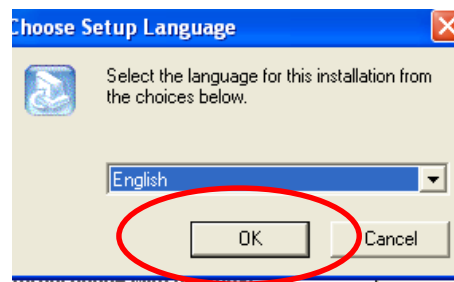 Choose Setup Language
Select the language for this installation from
the choices below.
English
OK
Cancel